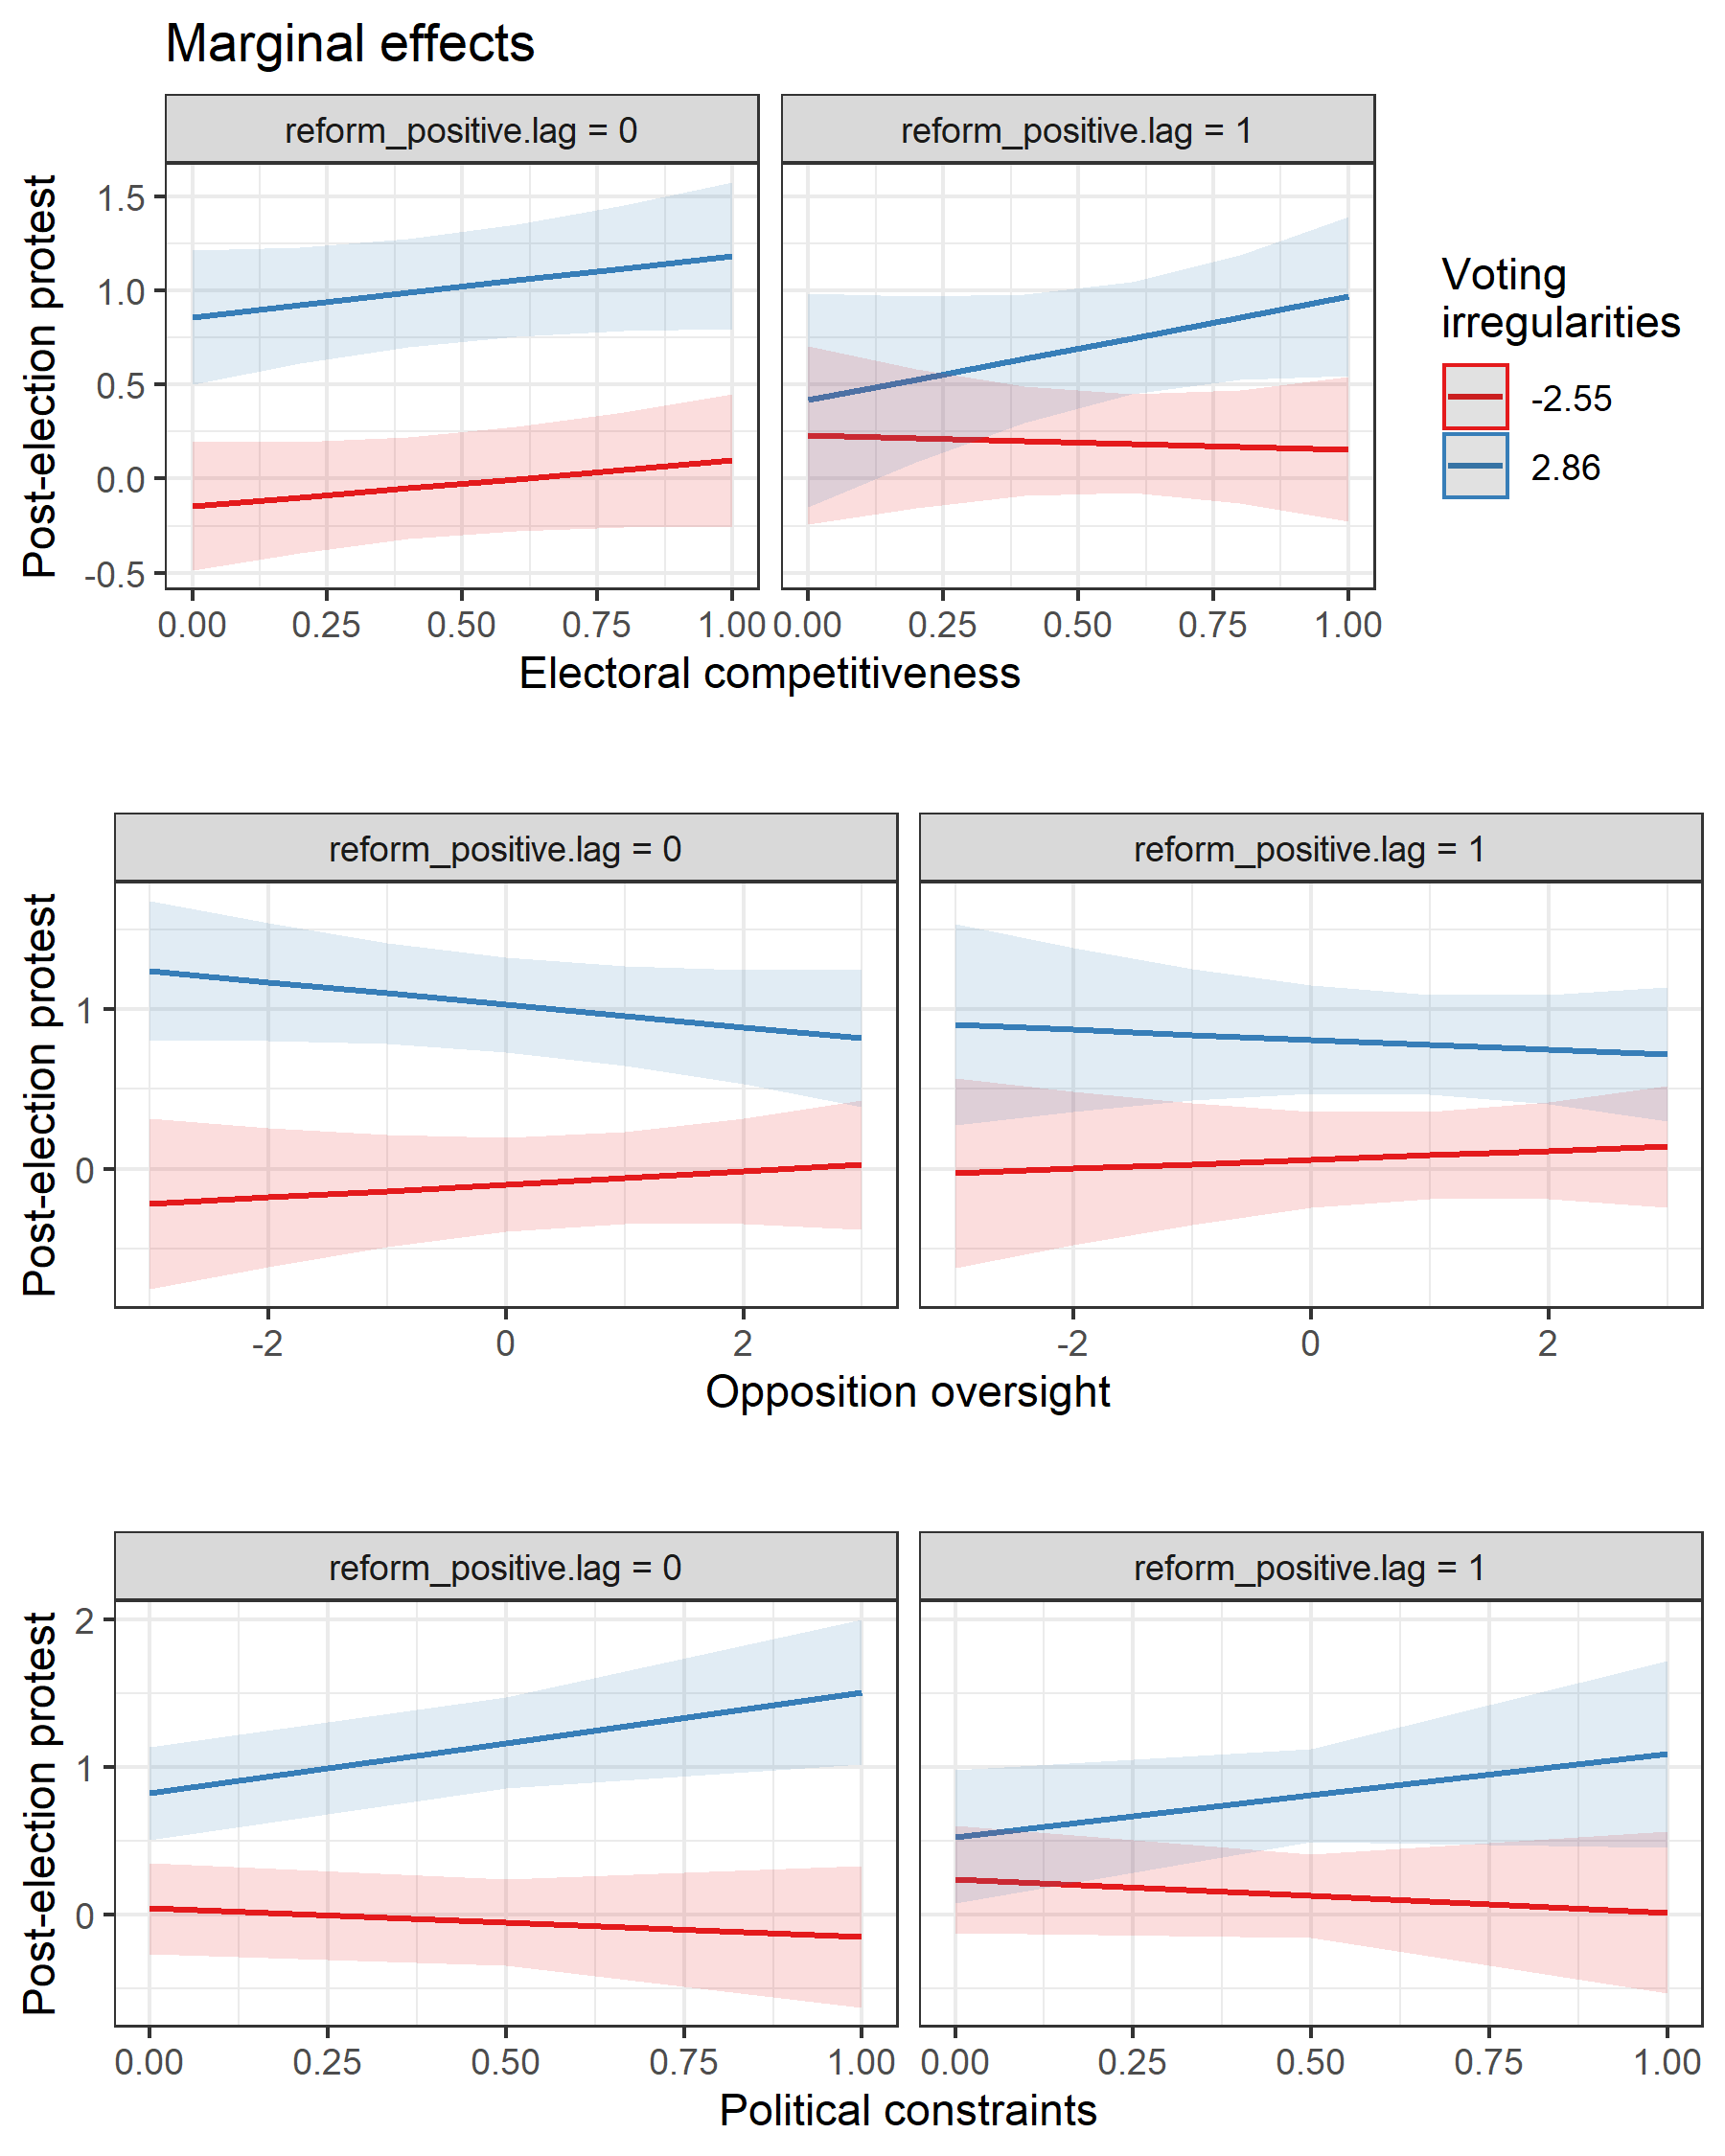 Marginal effects
reform_positive.lag = 0
reform_positive.lag = 1
Post-election protest
1.5
1.0
0.5
0.0
-0.5
0.00 0.25 0.50 0.75 1.00 0.00 0.25 0.50 0.75 1.00
Electoral competitiveness
Voting
irregularities
-2.55
2.86
reform_positive.lag = 0
reform_positive.lag = 1
Post-election protest
1
0
-2 0 2 -2 0 2
Opposition oversight
reform_positive.lag = 0
reform_positive.lag = 1
Post-election protest
2
1
0
0.00 0.25 0.50 0.75 1.00 0.00 0.25 0.50 0.75 1.00
Political constraints